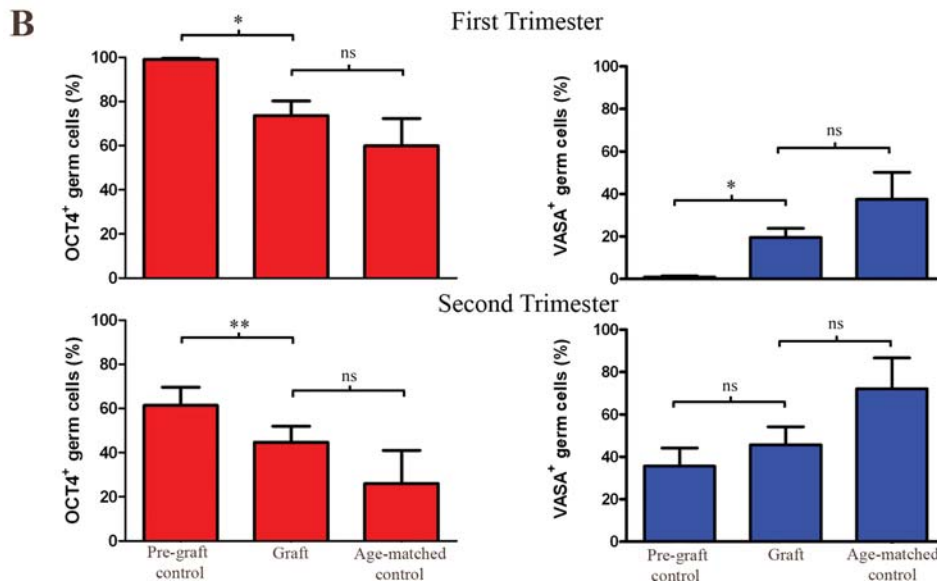 B
First Trimester
OCT4+ germ cells (%)
100
80
60
40
20
0
*
ns
VASA+ germ cells (%)
100
80
60
40
20
0
*
ns
Second Trimester
OCT4+ germ cells (%)
100
80
60
40
20
0
**
ns
Pre-graft control
Graft
Age-matched control
VASA+ germ cells (%)
100
80
60
40
20
0
ns
ns
Pre-graft control
Graft
Age-matched control